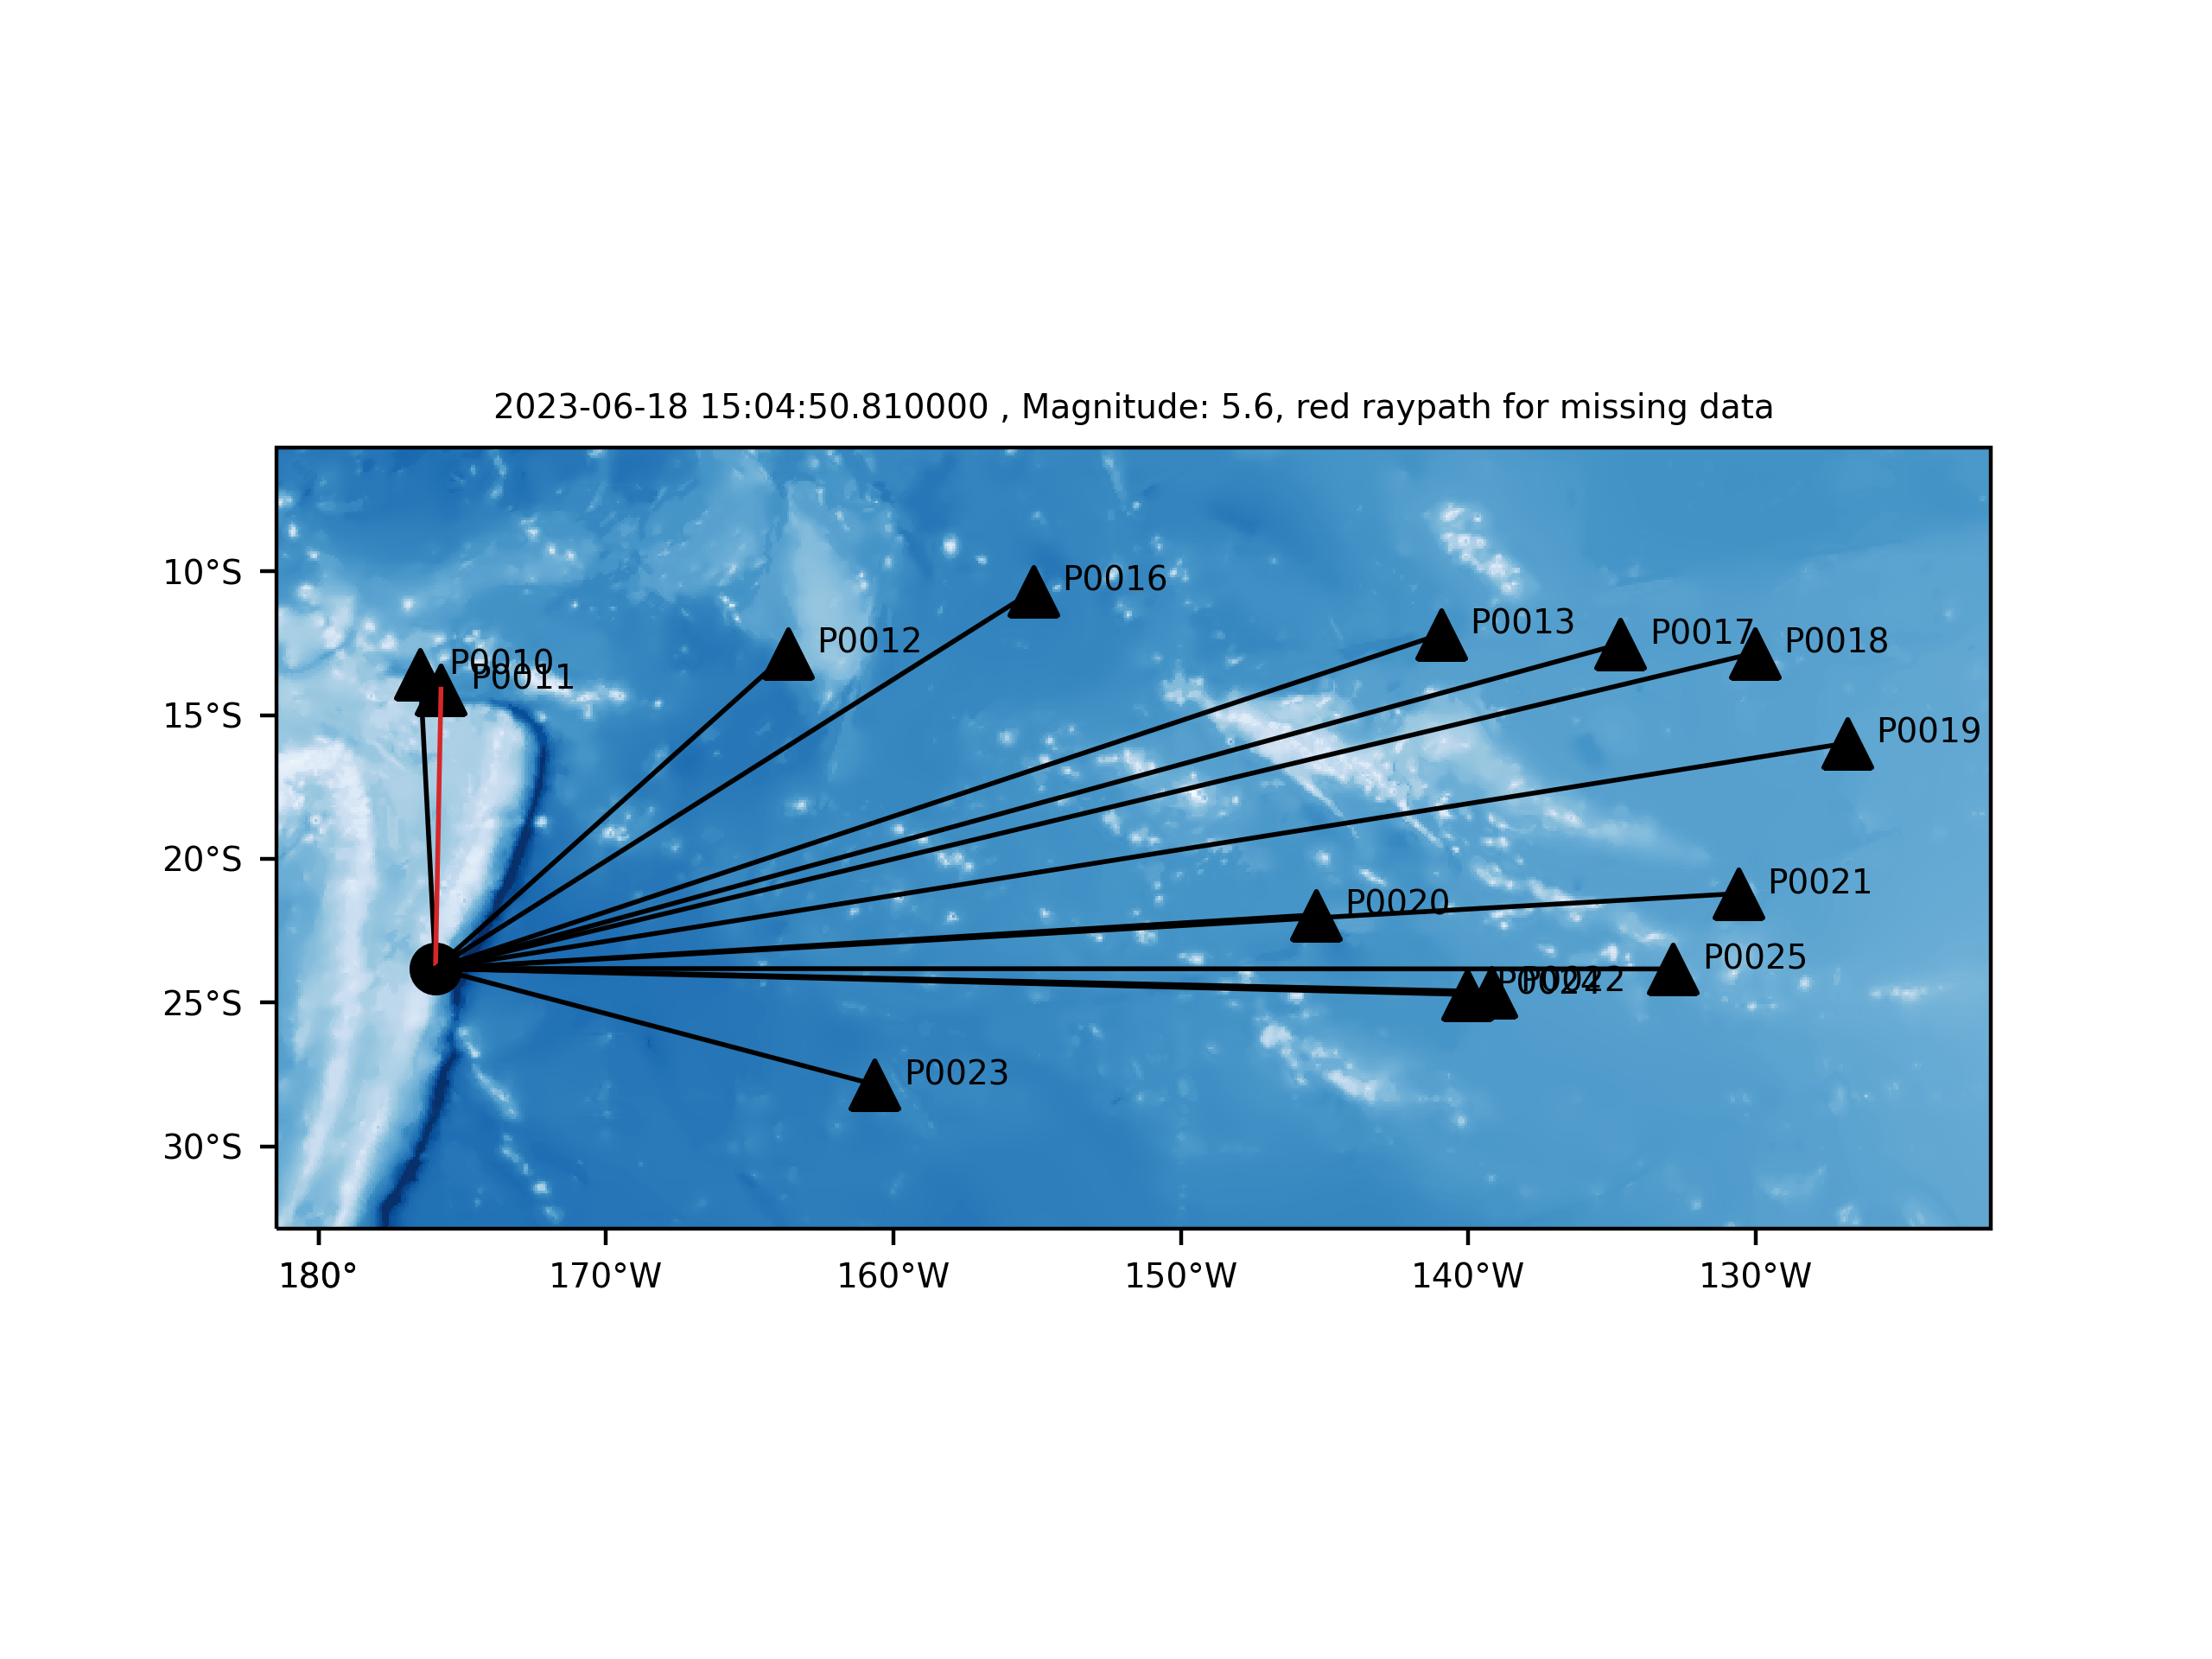 2023-06-18 15:04:50.810000 , Magnitude: 5.6, red raypath for missing data
10°S
P0016
P0013
P0017
P0018
P0012
P0010
P0011
15°S
P0019
20°S
P0021
P0020
P0025
P0024
P0022
25°S
P0023
30°S
180°
170°W
160°W
150°W
140°W
130°W